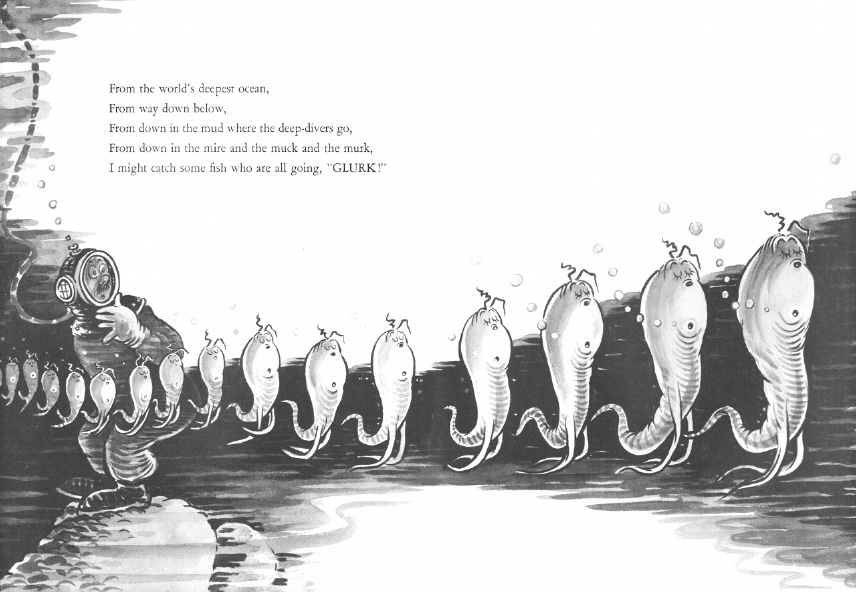 From the world's deepest ocean,
From way down below,
From down in the mud where the deep-divers go,
From down in the mire and the muck and the murk,
I might catch some fish who are all going, "GLURK!"